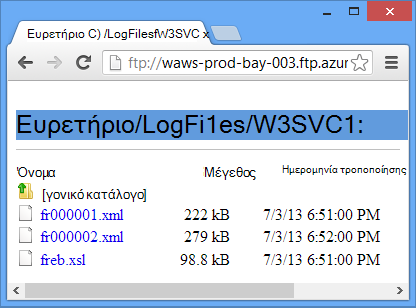 Ευρετήριο C) /LogFilesfW3SVC x
ftp://waws-prod-bay-003.ftp.azur
Ευρετήριο/LogFi1es/W3SVC1:
Όνομα Μέγεθος Ημερομηνία τροποποίησης
[γονικό κατάλογο]
fr000001.xml 222 kB 7/3/13 6:51:00 PM
fr000002.xml 279 kB 7/3/13 6:52:00 PM
freb.xsl 98.8 kB 7/3/13 6:51:00 PM